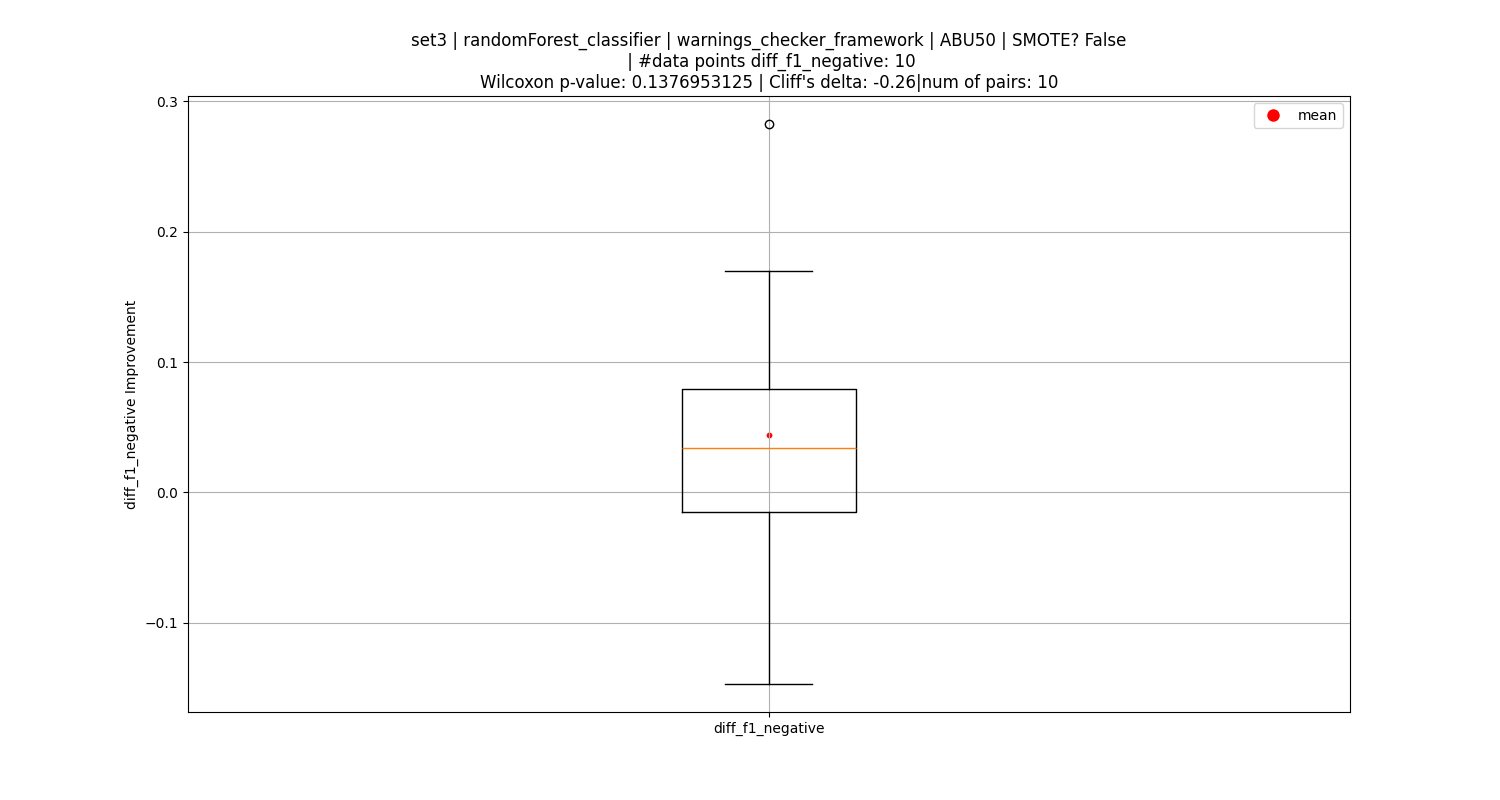 set3 | randomForest_classifier | warnings_checker_framework | ABU50 | SMOTE? False
| #data points diff_f1_negative: 10
Wilcoxon p-value: 0.1376953125 | Cliff's delta: -0.26|num of pairs: 10
mean
0.3
0.2
0.1
0.0
−0.1
diff_f1_negative Improvement
diff_f1_negative